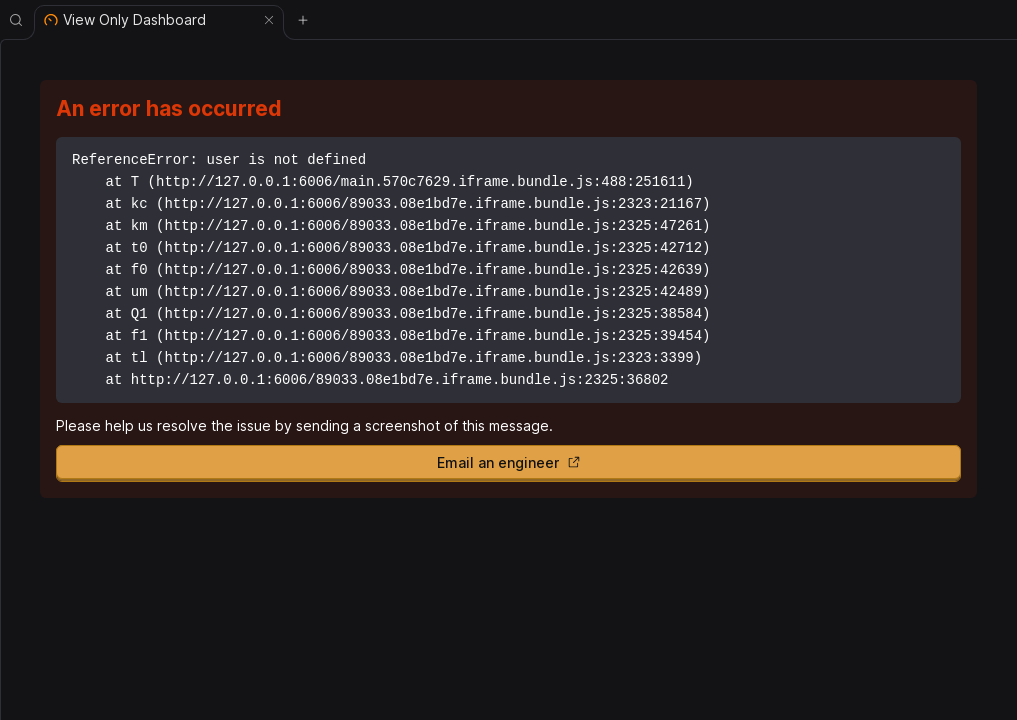 View Only Dashboard
An error has occurred
ReferenceError: user is not defined
    at T (http://127.0.0.1:6006/main.570c7629.iframe.bundle.js:488:251611)
    at kc (http://127.0.0.1:6006/89033.08e1bd7e.iframe.bundle.js:2323:21167)
    at km (http://127.0.0.1:6006/89033.08e1bd7e.iframe.bundle.js:2325:47261)
    at t0 (http://127.0.0.1:6006/89033.08e1bd7e.iframe.bundle.js:2325:42712)
    at f0 (http://127.0.0.1:6006/89033.08e1bd7e.iframe.bundle.js:2325:42639)
    at um (http://127.0.0.1:6006/89033.08e1bd7e.iframe.bundle.js:2325:42489)
    at Q1 (http://127.0.0.1:6006/89033.08e1bd7e.iframe.bundle.js:2325:38584)
    at f1 (http://127.0.0.1:6006/89033.08e1bd7e.iframe.bundle.js:2325:39454)
    at tl (http://127.0.0.1:6006/89033.08e1bd7e.iframe.bundle.js:2323:3399)
    at http://127.0.0.1:6006/89033.08e1bd7e.iframe.bundle.js:2325:36802
Please help us resolve the issue by sending a screenshot of this message.
Email an engineer